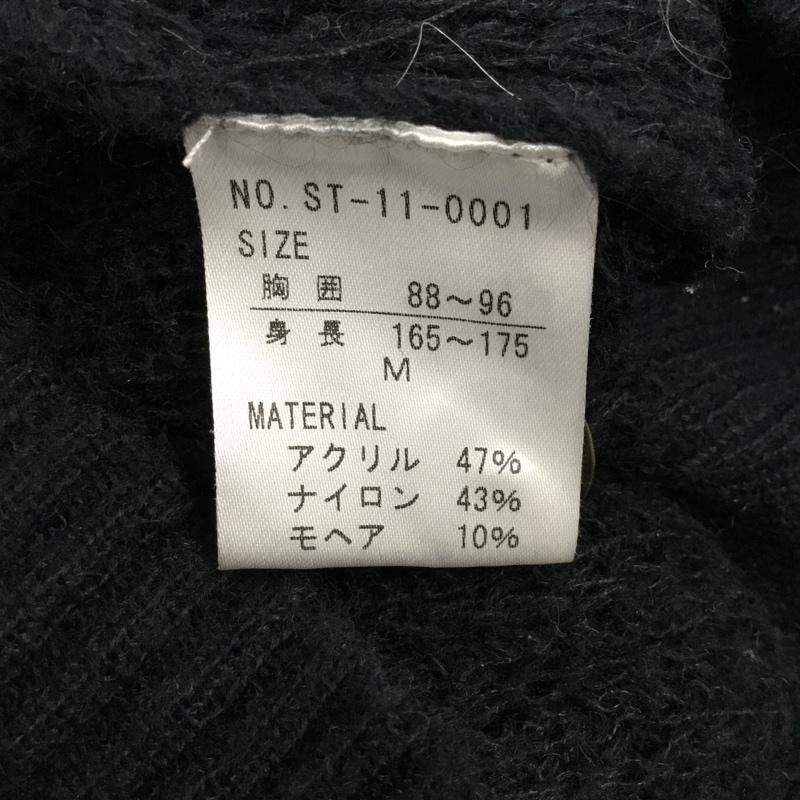 NO. ST-11-0001
SIZE
胸 囲 88～96
身 長 165～175
M
MATERIAL
アクリル 47%
ナイロン 43%
モヘア 10%